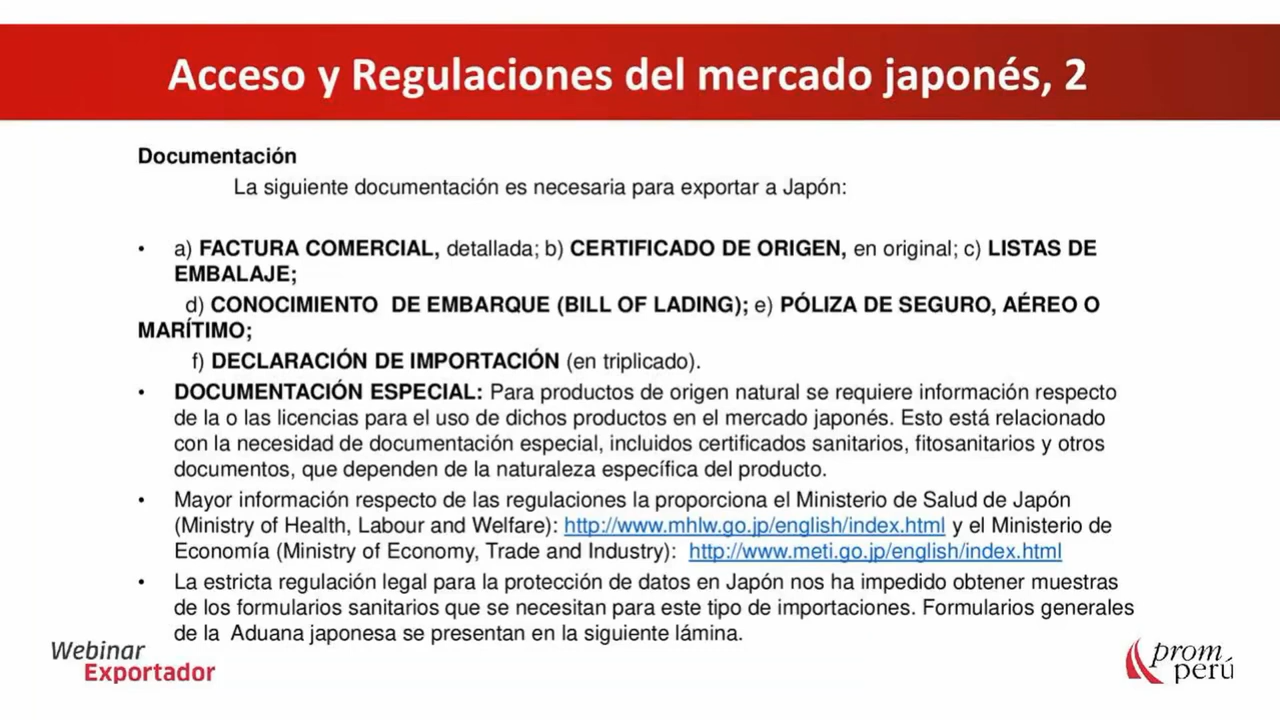 Acceso y Regulaciones del mercado japonés, 2
Documentación
La siguiente documentación es necesaria para exportar a Japón:
• a) FACTURA COMERCIAL, detallada; b) CERTIFICADO DE ORIGEN, en original; c) LISTAS DE
EMBALAJE;
d) CONOCIMIENTO DE EMBARQUE (BILL OF LADING); e) PÓLIZA DE SEGURO, AÉREO O
MARÍTIMO;
f) DECLARACIÓN DE IMPORTACIÓN (en triplicado).
• DOCUMENTACIÓN ESPECIAL: Para productos de origen natural se requiere información respecto
de la o las licencias para el uso de dichos productos en el mercado japonés. Esto está relacionado
con la necesidad de documentación especial, incluidos certificados sanitarios, fitosanitarios y otros
documentos, que dependen de la naturaleza específica del producto.
• Mayor información respecto de las regulaciones la proporciona el Ministerio de Salud de Japón
(Ministry of Health, Labour and Welfare): http://www.mhlw.go.jp/english/index.html y el Ministerio de
Economía (Ministry of Economy, Trade and Industry): http://www.meti.go.jp/english/index.html
• La estricta regulación legal para la protección de datos en Japón nos ha impedido obtener muestras
de los formularios sanitarios que se necesitan para este tipo de importaciones. Formularios generales
de la Aduana japonesa se presentan en la siguiente lámina.
Webinar
Exportador
prom
perú